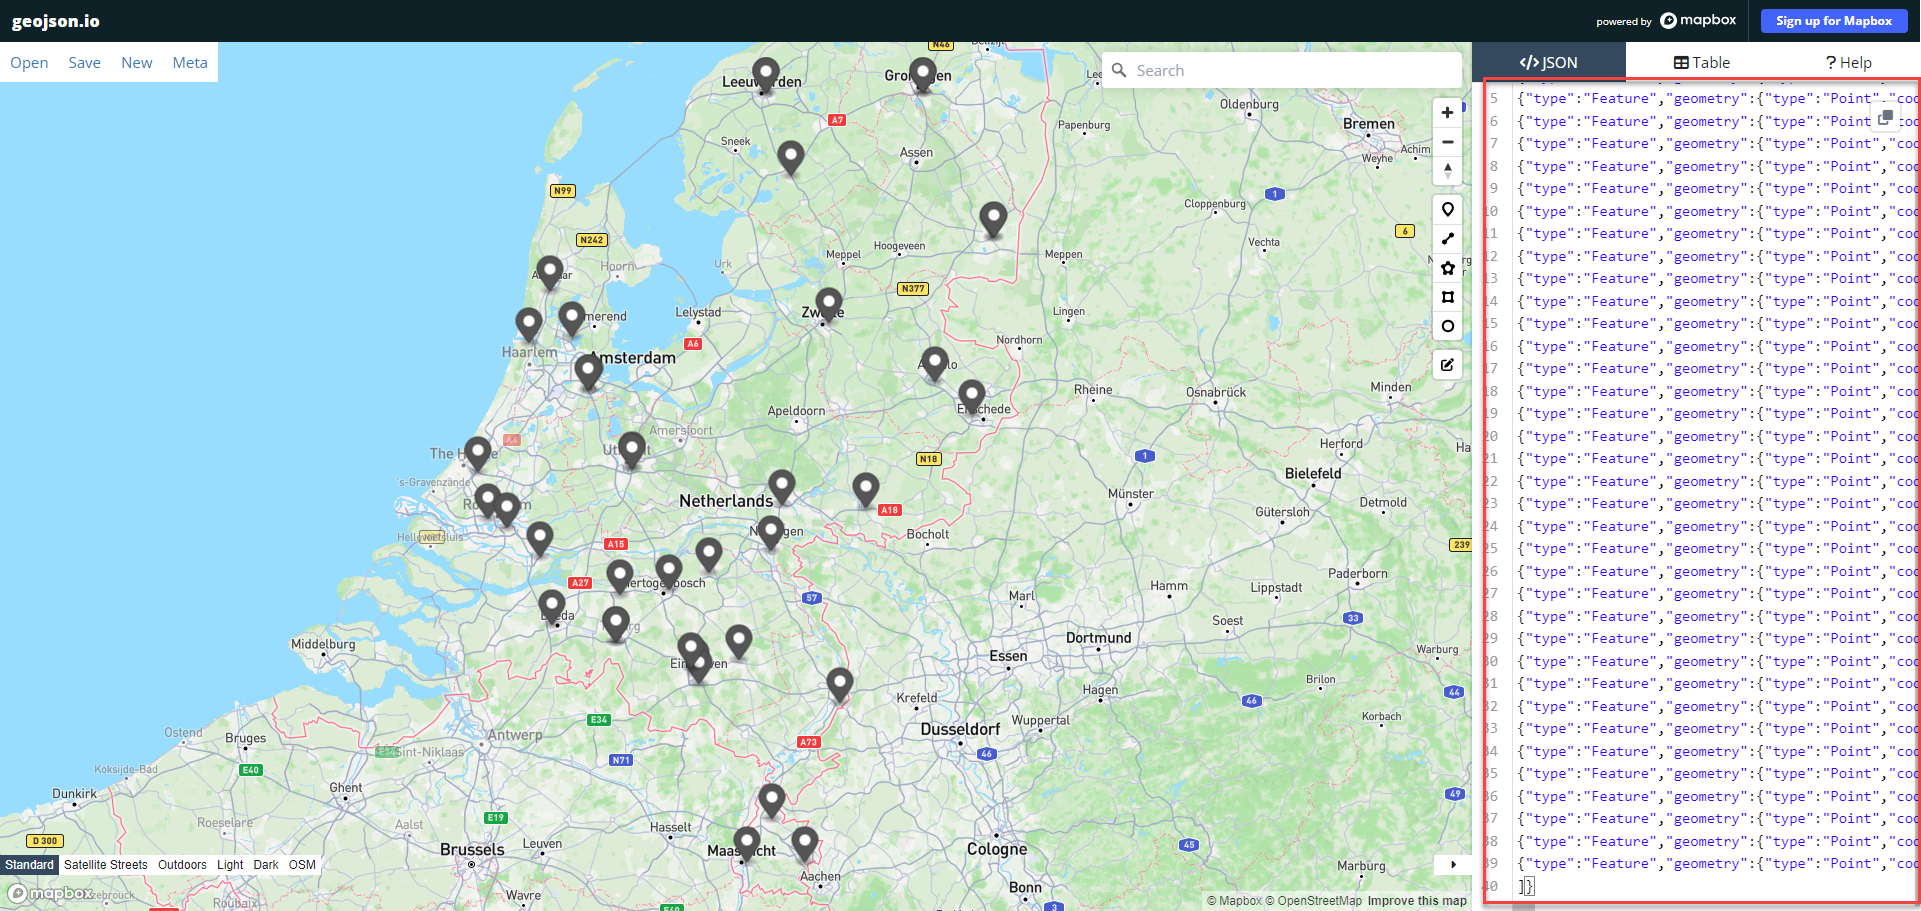 geojson.io
powered by mapbox
Sign up for Mapbox
Open Save New Meta
Search
</> JSON
Table
? Help
N46
Leeuwarden
Oldenburg
Bremen
A7
Papenburg
Sneek
Assen
Weyhe
Achim
N99
1
Cloppenburg
6
N242
Hoogeveen
Vechta
Hoorn
Urk
Meppel
Meppen
N377
Lelystad
Lingen
A6
Haarlem
Amsterdam
Nordhorn
Rheine
Osnabrück
Minden
Apeldoorn
Amersfoort
A4
Herford
N18
1
Bielefeld
's-Gravenzande
Netherlands
Münster
Detmold
A18
Gütersloh
Bocholt
A15
239
Paderborn
A27
Hamm
Lippstadt
57
Marl
33
Soest
Middelburg
Dortmund
Essen
Warburg
Brilon
Krefeld
Hagen
46
44
E34
Korbach
Ostend
Bruges
Antwerp
Dusseldorf
Wuppertal
A73
46
Sint-Niklaas
N71
Koksijde-Bad
E40
Dunkirk
Ghent
49
Roeselare
Aalst
E19
Hasselt
D 300
Brussels
Leuven
Cologne
45
Marburg
Aachen
Wavre
Bonn
3
Roubaix
Standard Satellite Streets Outdoors Light Dark OSM
mapbox
© Mapbox © OpenStreetMap Improve this map
5 {"type":"Feature","geometry":{"type":"Point","coo
6 {"type":"Feature","geometry":{"type":"Point
7 {"type":"Feature","geometry":{"type":"Point","coo
8 {"type":"Feature","geometry":{"type":"Point","coo
9 {"type":"Feature","geometry":{"type":"Point","coo
10 {"type":"Feature","geometry":{"type":"Point","coo
11 {"type":"Feature","geometry":{"type":"Point","coo
12 {"type":"Feature","geometry":{"type":"Point","coo
13 {"type":"Feature","geometry":{"type":"Point","coo
14 {"type":"Feature","geometry":{"type":"Point","coo
15 {"type":"Feature","geometry":{"type":"Point","coo
16 {"type":"Feature","geometry":{"type":"Point","coo
17 {"type":"Feature","geometry":{"type":"Point","coo
18 {"type":"Feature","geometry":{"type":"Point","coo
19 {"type":"Feature","geometry":{"type":"Point","coo
20 {"type":"Feature","geometry":{"type":"Point","coo
21 {"type":"Feature","geometry":{"type":"Point","coo
22 {"type":"Feature","geometry":{"type":"Point","coo
23 {"type":"Feature","geometry":{"type":"Point","coo
24 {"type":"Feature","geometry":{"type":"Point","coo
25 {"type":"Feature","geometry":{"type":"Point","coo
26 {"type":"Feature","geometry":{"type":"Point","coo
27 {"type":"Feature","geometry":{"type":"Point","coo
28 {"type":"Feature","geometry":{"type":"Point","coo
29 {"type":"Feature","geometry":{"type":"Point","coo
30 {"type":"Feature","geometry":{"type":"Point","coo
31 {"type":"Feature","geometry":{"type":"Point","coo
32 {"type":"Feature","geometry":{"type":"Point","coo
33 {"type":"Feature","geometry":{"type":"Point","coo
34 {"type":"Feature","geometry":{"type":"Point","coo
35 {"type":"Feature","geometry":{"type":"Point","coo
36 {"type":"Feature","geometry":{"type":"Point","coo
37 {"type":"Feature","geometry":{"type":"Point","coo
38 {"type":"Feature","geometry":{"type":"Point","coo
39 {"type":"Feature","geometry":{"type":"Point","coo
40 ]}